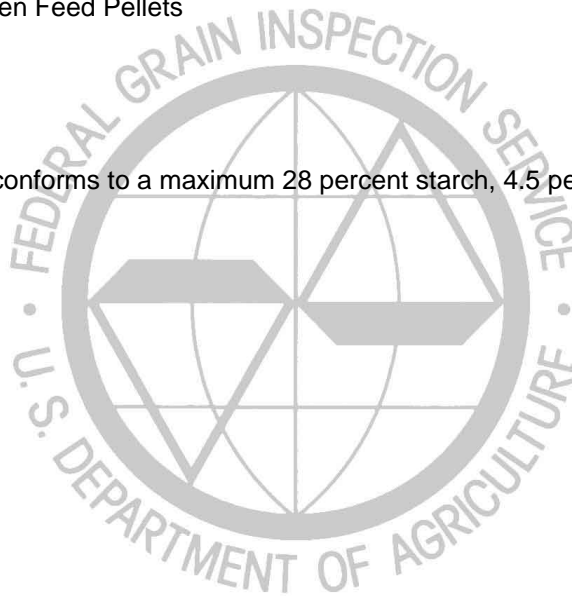 en Feed Pellets
FEDERAL GRAIN INSPECTION SERVICE
conforms to a maximum 28 percent starch, 4.5 pe
• U. S. DEPARTMENT OF AGRICULTURE •